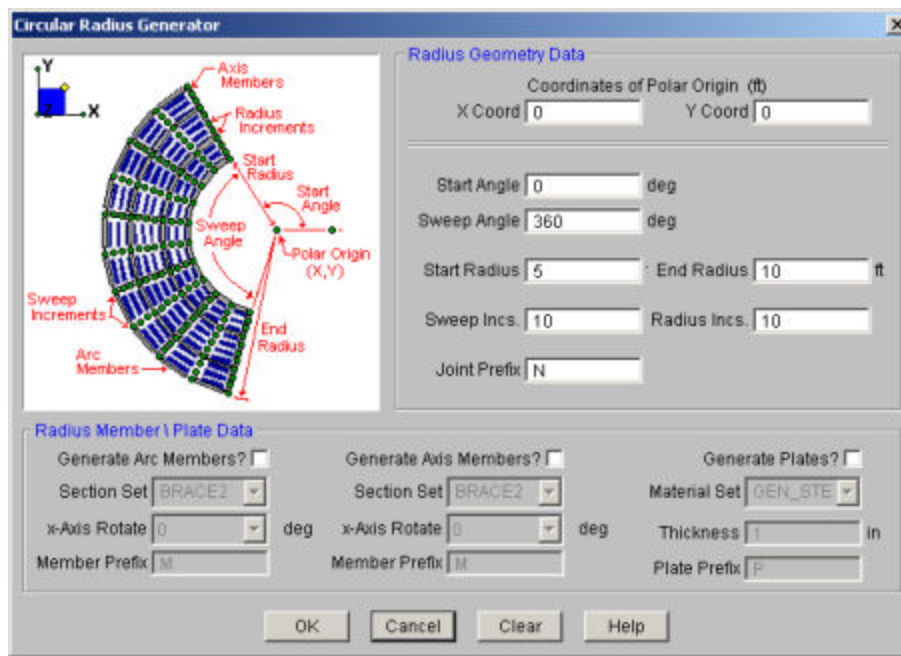 Circular Radius Generator
Y
X
Z
Axis
Members
Radius
Increments
Start
Radius
Start
Angle
Sweep
Angle
Polar Origin
(X,Y)
Sweep
Increments
End
Radius
Arc
Members
Radius Geometry Data
Coordinates of Polar Origin (ft)
X Coord 0 Y Coord 0
Start Angle 0 deg
Sweep Angle 360 deg
Start Radius 5 End Radius 10 ft
Sweep Incs. 10 Radius Incs. 10
Joint Prefix N
Radius Member \ Plate Data
Generate Arc Members? Generate Axis Members? Generate Plates?
Section Set BRACE2 Section Set BRACE2 Material Set GEN_STE
x-Axis Rotate 0 deg x-Axis Rotate 0 deg Thickness 1 in
Member Prefix M Member Prefix M Plate Prefix P
OK Cancel Clear Help